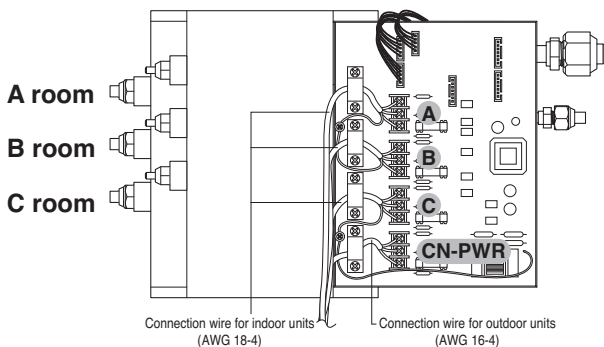 A room
B room
C room
A
B
C
CN-PWR
Connection wire for indoor units
(AWG 18-4)
Connection wire for outdoor units
(AWG 16-4)